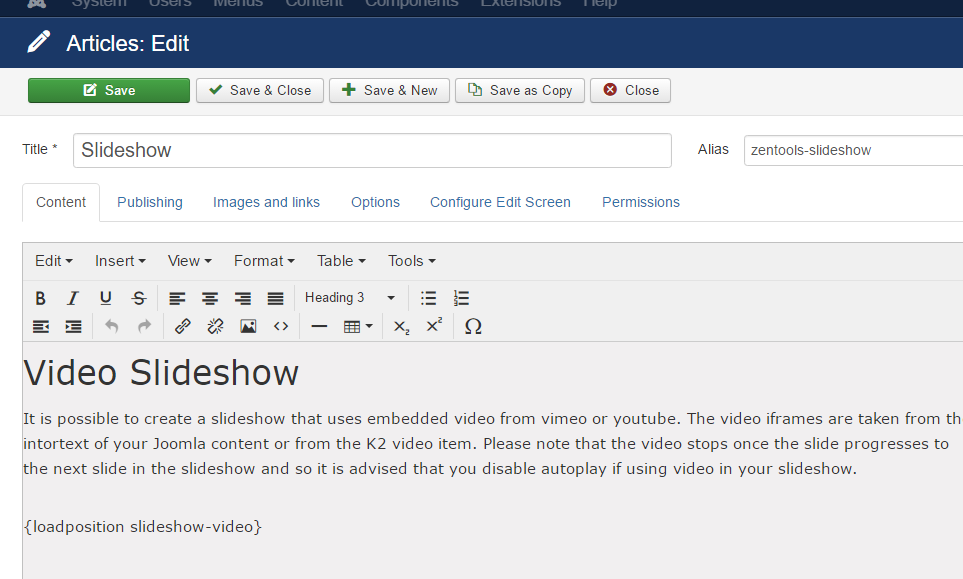 System Users Menus Content Components Extensions Help
Articles: Edit
Save Save & Close Save & New Save as Copy Close
Title * Slideshow Alias zentools-slideshow
Content Publishing Images and links Options Configure Edit Screen Permissions
Edit Insert View Format Table Tools
B I U S Heading 3
X2 X2 Ω
Video Slideshow
It is possible to create a slideshow that uses embedded video from vimeo or youtube. The video iframes are taken from th
intortext of your Joomla content or from the K2 video item. Please note that the video stops once the slide progresses to
the next slide in the slideshow and so it is advised that you disable autoplay if using video in your slideshow.
{loadposition slideshow-video}